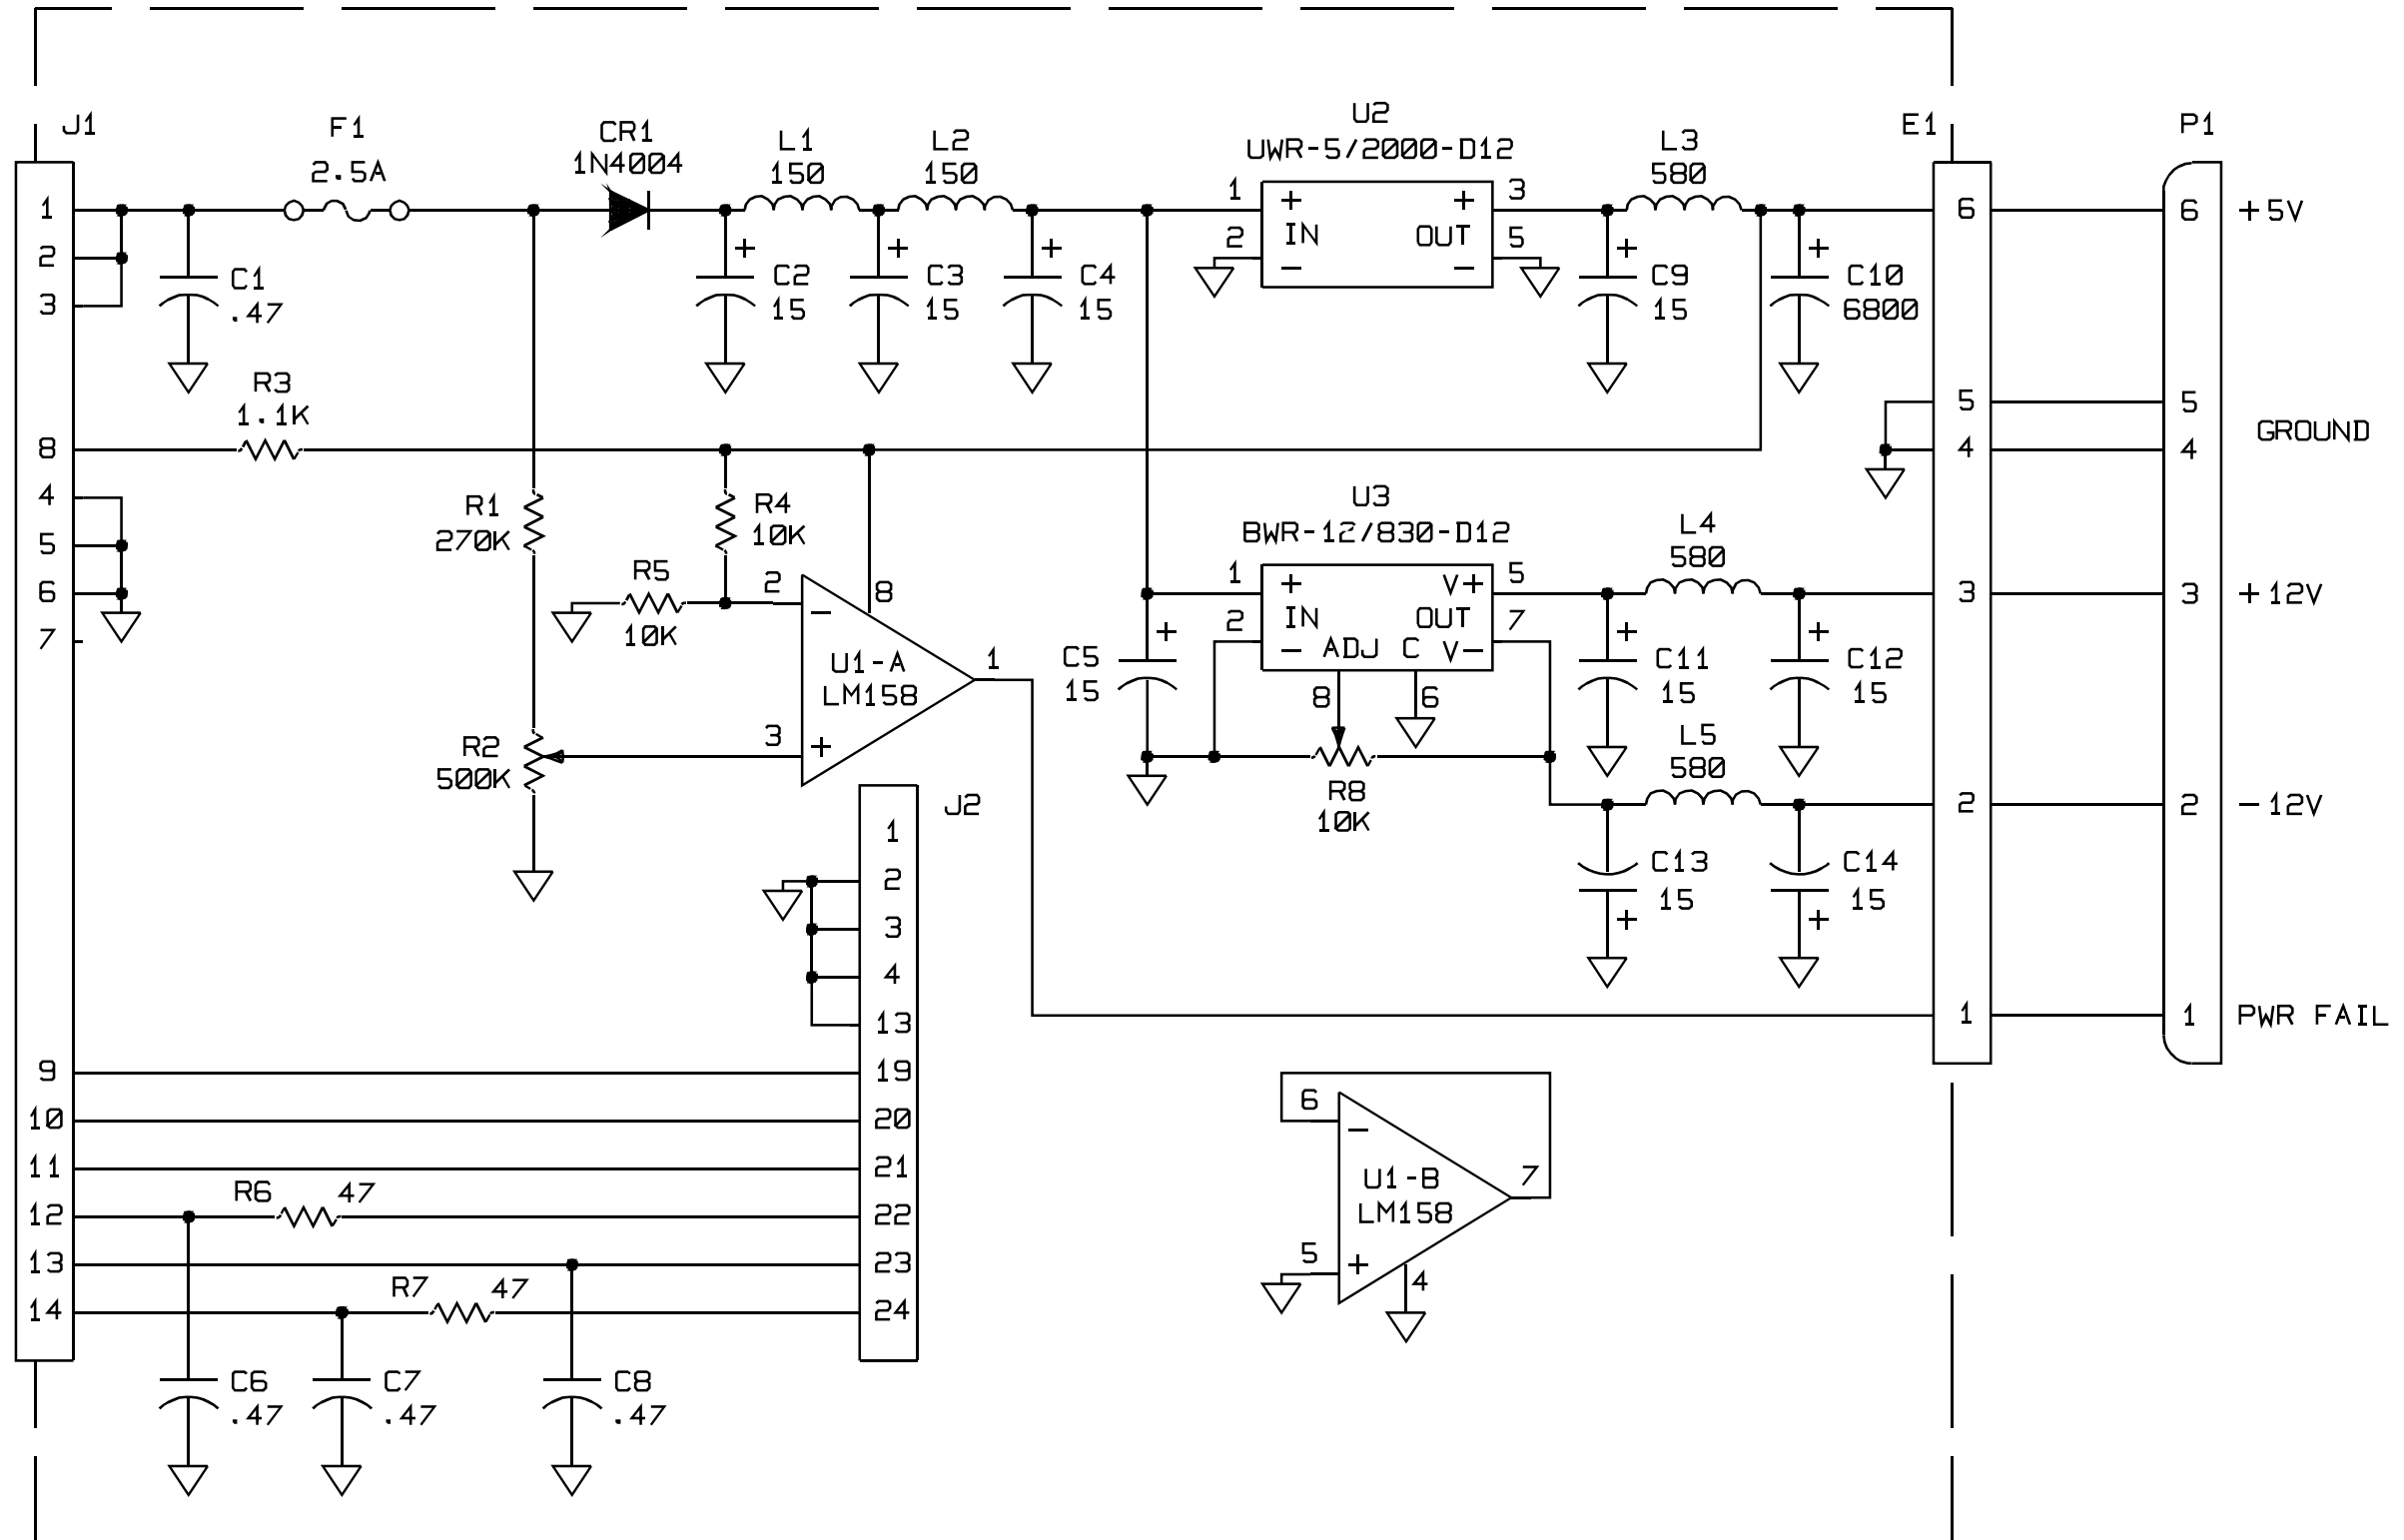 J1
F1
2.5A
CR1
1N4004
L1
150
L2
150
U2
UWR-5/2000-D12
L3
580
E1
P1
1
2
3
C1
.47
+
C2
15
+
C3
15
+
C4
15
1
2
+
IN
−
+
OUT
−
3
5
+
C9
15
+
C10
6800
6
6
+5V
R3
1.1K
8
5
4
5
4
GROUND
4
5
6
7
R1
270K
R4
10K
R5
10K
2
8
−
U1-A
LM158
+
3
1
R2
500K
U3
BWR-12/830-D12
1
2
+
IN
−
ADJ
C
V+
OUT
V−
5
7
8
6
+
C5
15
R8
10K
L4
580
+
C11
15
+
C12
15
3
3
+12V
L5
580
C13
15
+
C14
15
+
2
2
−12V
J2
1
2
3
4
13
19
20
21
22
23
24
1
1
PWR FAIL
9
10
11
12
13
14
R6
47
R7
47
C6
.47
C7
.47
C8
.47
6
−
U1-B
LM158
7
5
+
4